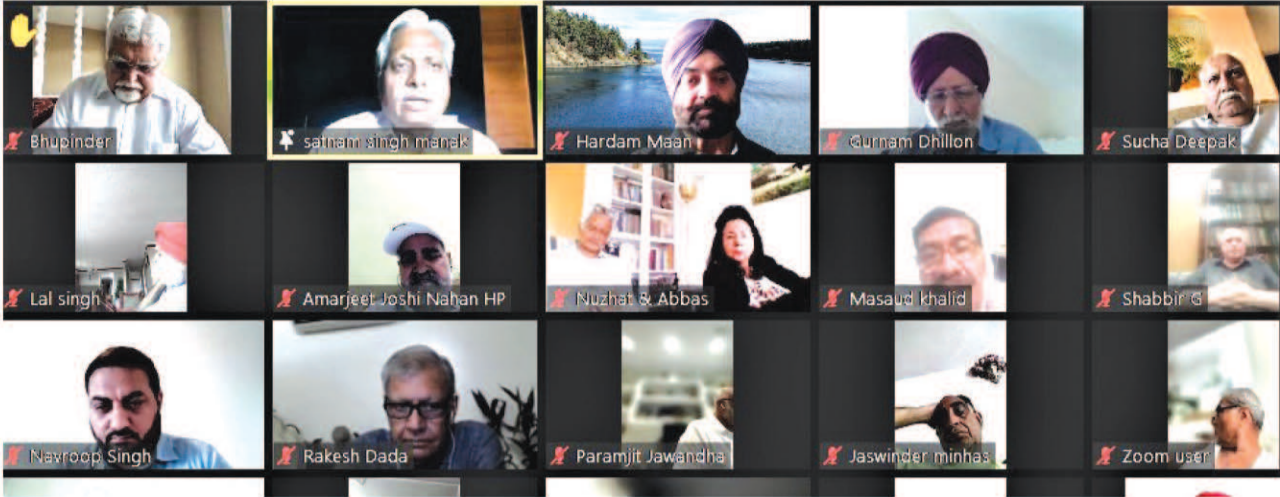 Bhupinder
satnam singh manak
Hardam Maan
Gurnam Dhillon
Sucha Deepak
Lal singh
Amarjeet Joshi Nahan HP
Nuzhat & Abbas
Masaud khalid
Shabbir G
Navroop Singh
Rakesh Dada
Paramjit Jawandha
Jaswinder minhas
Zoom user